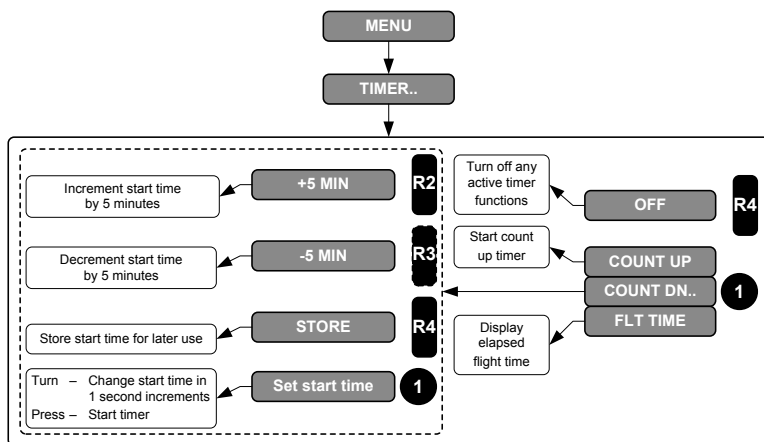 MENU
TIMER..
Increment start time
by 5 minutes
+5 MIN
R2
Decrement start time
by 5 minutes
-5 MIN
R3
Store start time for later use
STORE
R4
Turn – Change start time in
1 second increments
Press – Start timer
Set start time
1
Turn off any
active timer
functions
OFF
R4
Start count
up timer
COUNT UP
COUNT DN..
1
FLT TIME
Display
elapsed
flight time